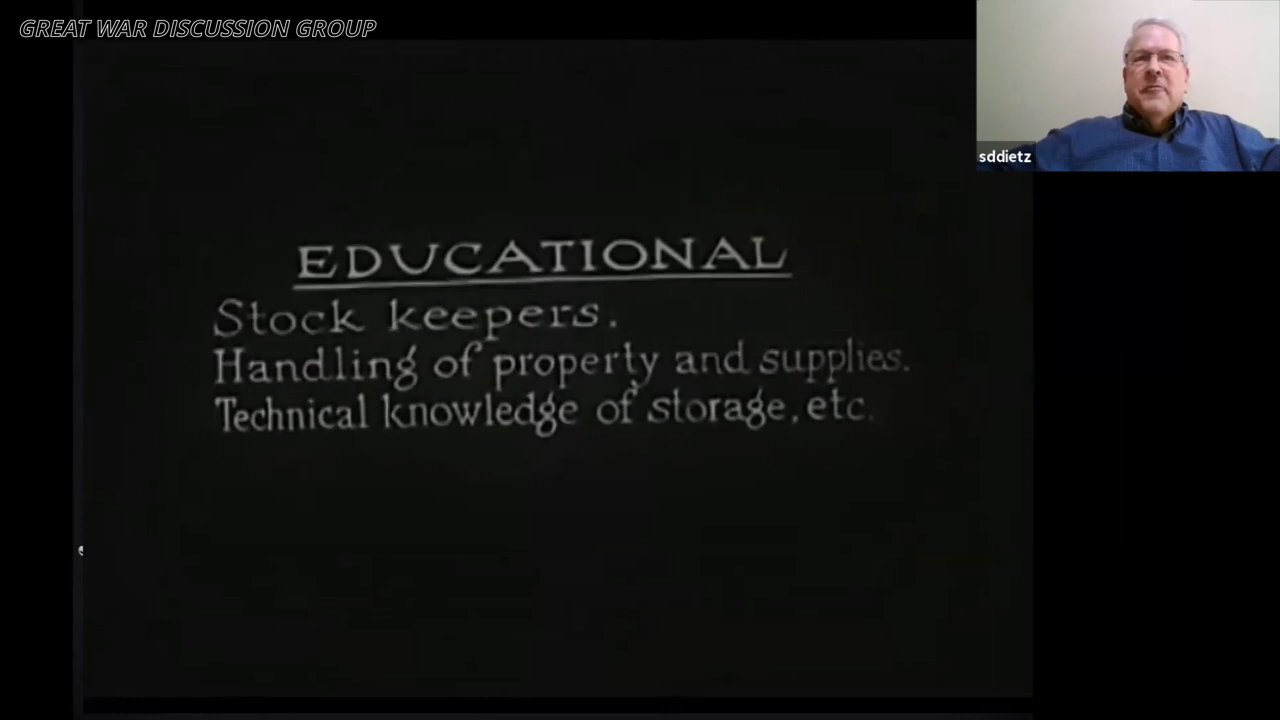 GREAT WAR DISCUSSION GROUP
sddietz
EDUCATIONAL
Stock keepers.
Handling of property and supplies.
Technical knowledge of storage, etc.